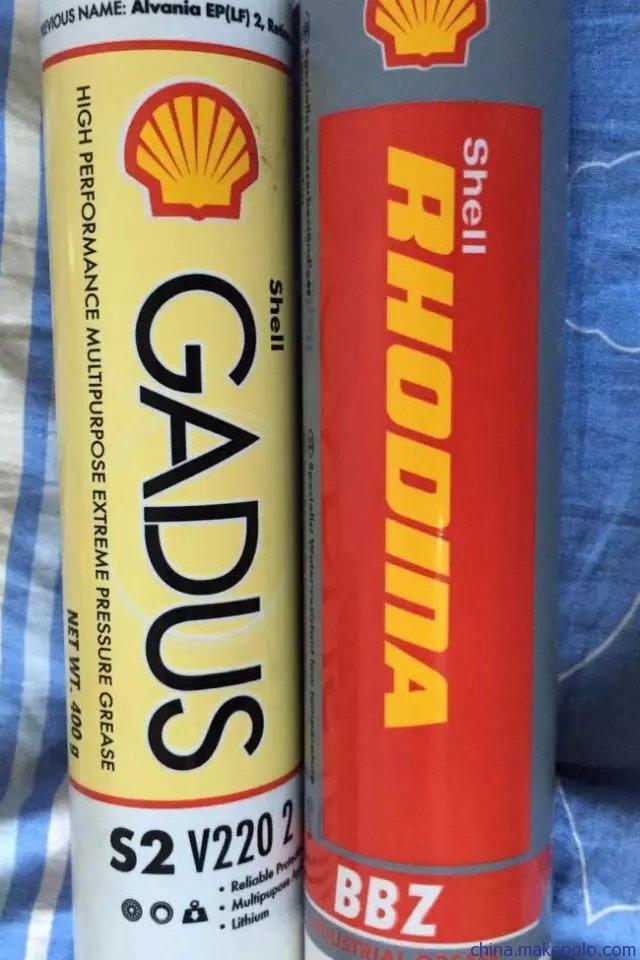 PREVIOUS NAME: Alvania EP(LF) 2,
HIGH PERFORMANCE MULTIPURPOSE EXTREME PRESSURE GREASE
NET WT. 400 g
Shell
GADUS
S2 V220 2
• Reliable
• Multipupose
• Lithium
Shell
RHODINA
BBZ
INDUSTRIAL
china.makepolo.com